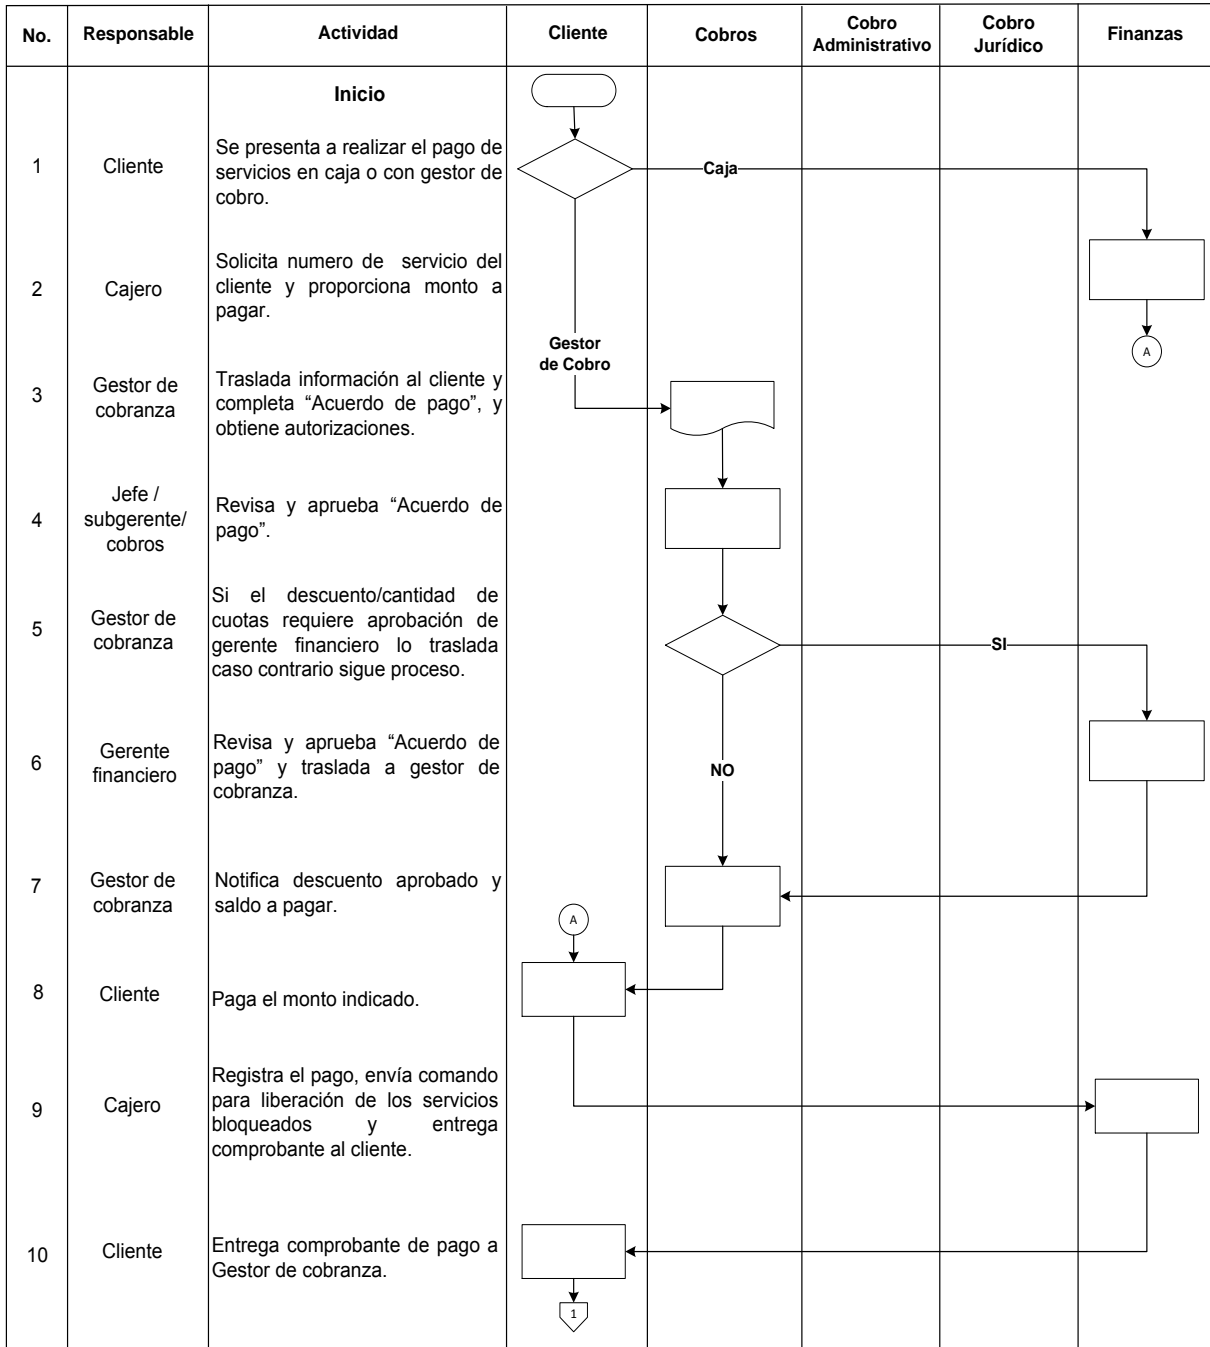 No.
Responsable
Actividad
Cliente
Cobros
Cobro
Administrativo
Cobro
Jurídico
Finanzas
Inicio
1
Cliente
Se presenta a realizar el pago de
servicios en caja o con gestor de
cobro.
Caja
2
Cajero
Solicita numero de servicio del
cliente y proporciona monto a
pagar.
A
Gestor
de Cobro
3
Gestor de
cobranza
Traslada información al cliente y
completa “Acuerdo de pago”, y
obtiene autorizaciones.
4
Jefe /
subgerente/
cobros
Revisa y aprueba “Acuerdo de
pago”.
5
Gestor de
cobranza
Si el descuento/cantidad de
cuotas requiere aprobación de
gerente financiero lo traslada
caso contrario sigue proceso.
SI
6
Gerente
financiero
Revisa y aprueba “Acuerdo de
pago” y traslada a gestor de
cobranza.
NO
7
Gestor de
cobranza
Notifica descuento aprobado y
saldo a pagar.
A
8
Cliente
Paga el monto indicado.
9
Cajero
Registra el pago, envía comando
para liberación de los servicios
bloqueados y entrega
comprobante al cliente.
10
Cliente
Entrega comprobante de pago a
Gestor de cobranza.
1